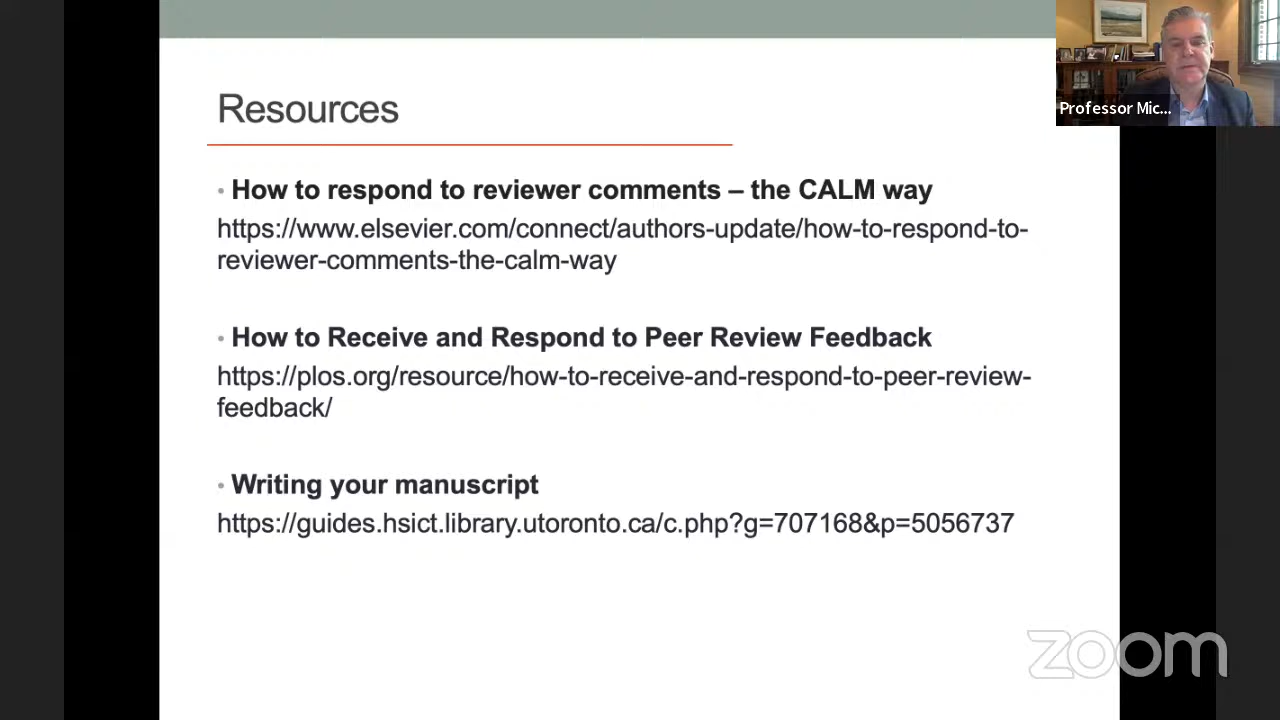 Resources
• How to respond to reviewer comments – the CALM way
https://www.elsevier.com/connect/authors-update/how-to-respond-to-
reviewer-comments-the-calm-way
• How to Receive and Respond to Peer Review Feedback
https://plos.org/resource/how-to-receive-and-respond-to-peer-review-
feedback/
• Writing your manuscript
https://guides.hsict.library.utoronto.ca/c.php?g=707168&p=5056737
Professor Mic...
zoom